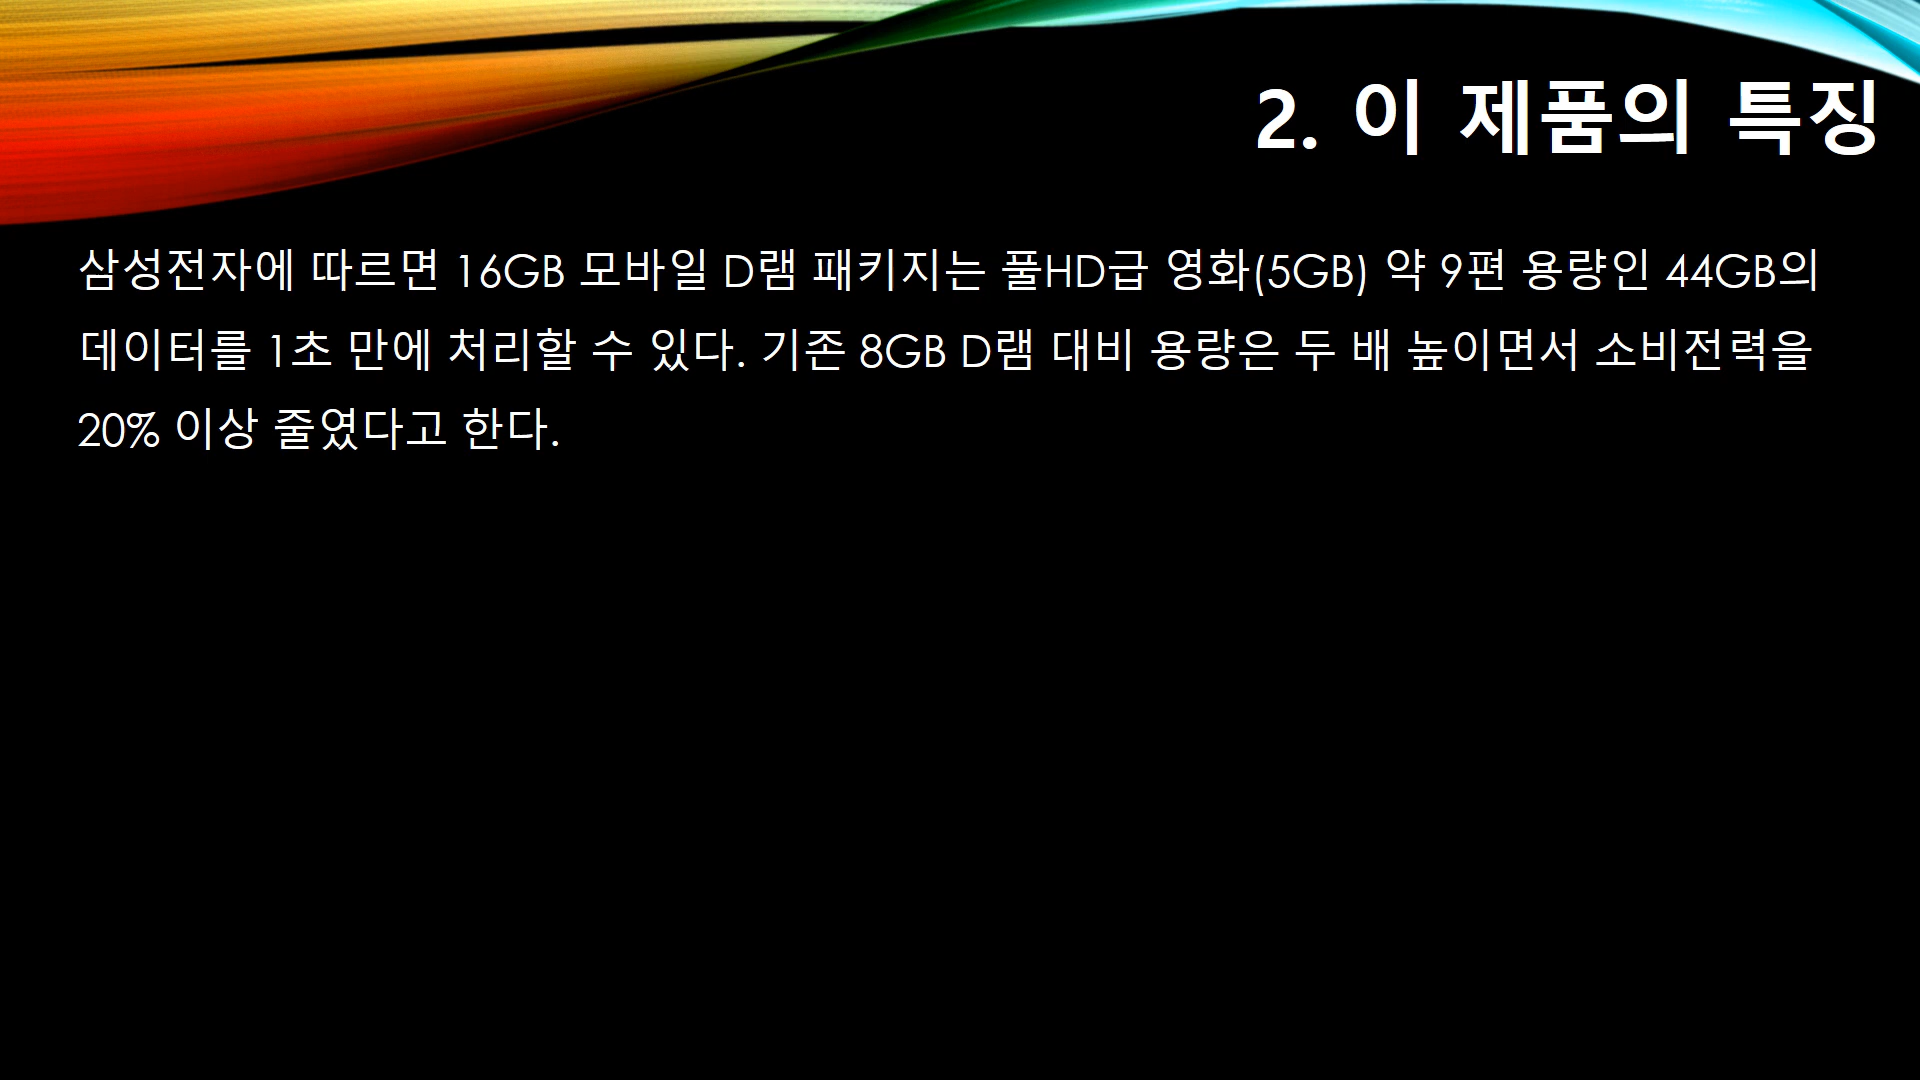 2. 이 제품의 특징
삼성전자에 따르면 16GB 모바일 D램 패키지는 풀HD급 영화(5GB) 약 9편 용량인 44GB의
데이터를 1초 만에 처리할 수 있다. 기존 8GB D램 대비 용량은 두 배 높이면서 소비전력을
20% 이상 줄였다고 한다.